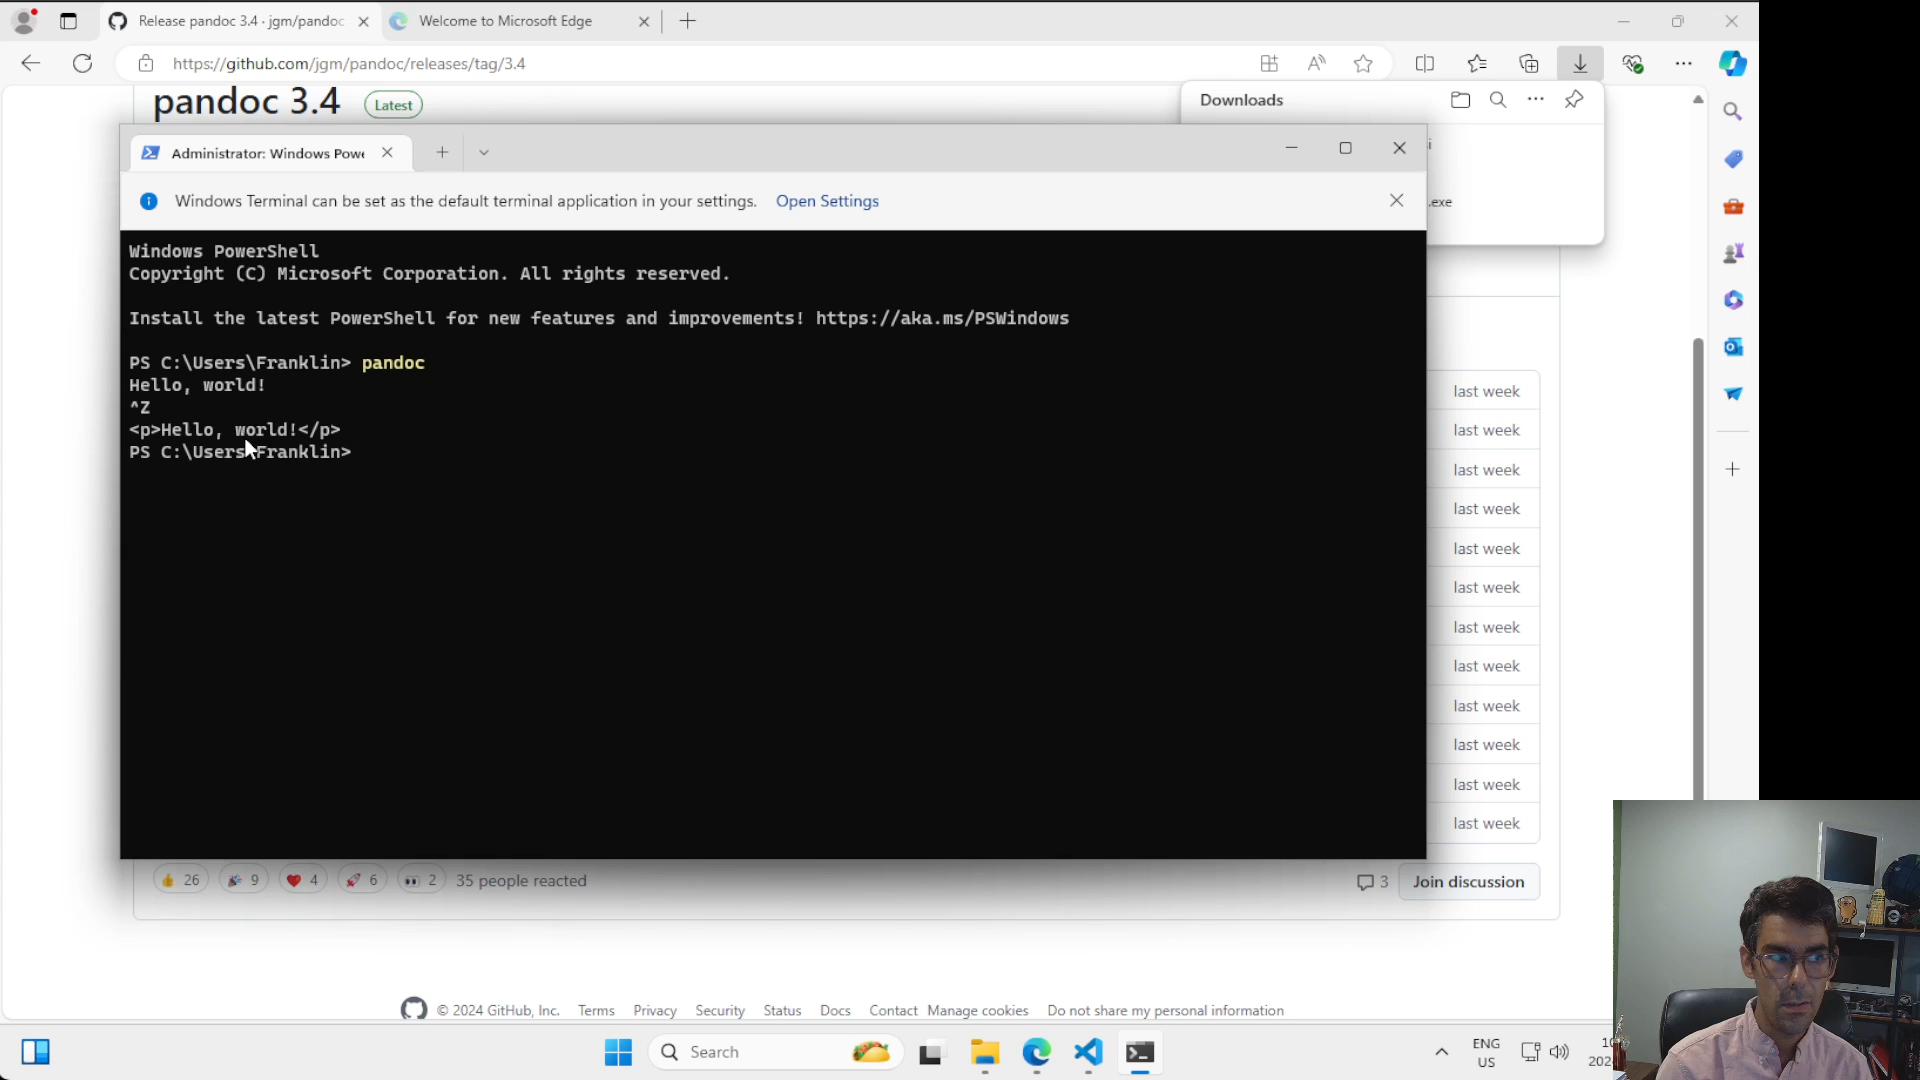 Release pandoc 3.4 · jgm/pandoc
Welcome to Microsoft Edge
https://github.com/jgm/pandoc/releases/tag/3.4
pandoc 3.4
Latest
Downloads
.exe
Administrator: Windows Powe
Windows Terminal can be set as the default terminal application in your settings. Open Settings
Windows PowerShell
Copyright (C) Microsoft Corporation. All rights reserved.
Install the latest PowerShell for new features and improvements! https://aka.ms/PSWindows
PS C:\Users\Franklin> pandoc
Hello, world!
^Z
<p>Hello, world!</p>
PS C:\Users\Franklin>
last week
last week
last week
last week
last week
last week
last week
last week
last week
last week
last week
last week
26 9 4 6 2 35 people reacted
3 Join discussion
© 2024 GitHub, Inc. Terms Privacy Security Status Docs Contact Manage cookies Do not share my personal information
Search
ENG
US